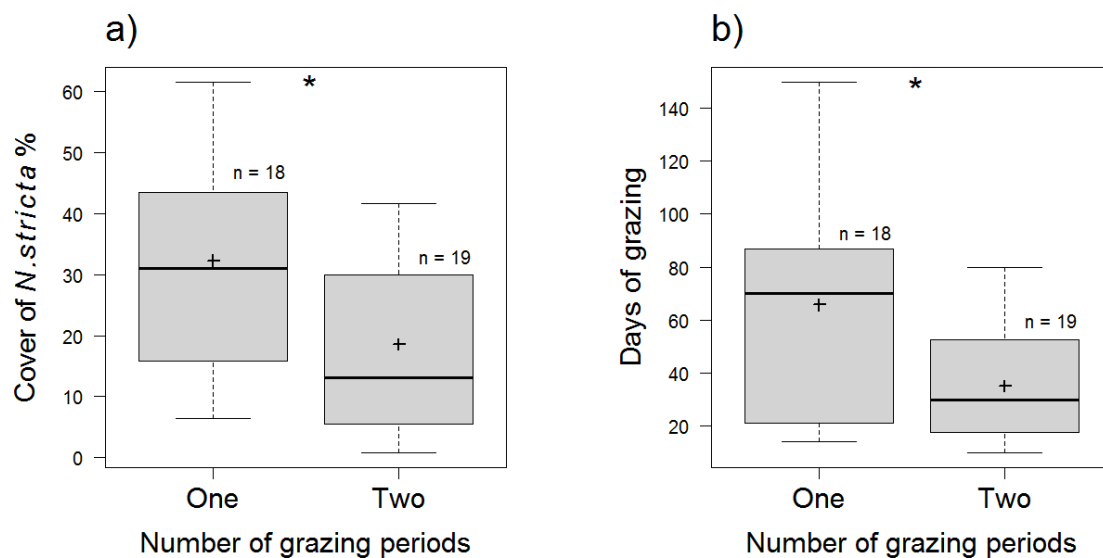 a)
*
Cover of N.stricta %
60
50
40
30
20
10
0
n = 18
n = 19
One
Two
Number of grazing periods
b)
*
Days of grazing
140
120
100
80
60
40
20
n = 18
n = 19
One
Two
Number of grazing periods